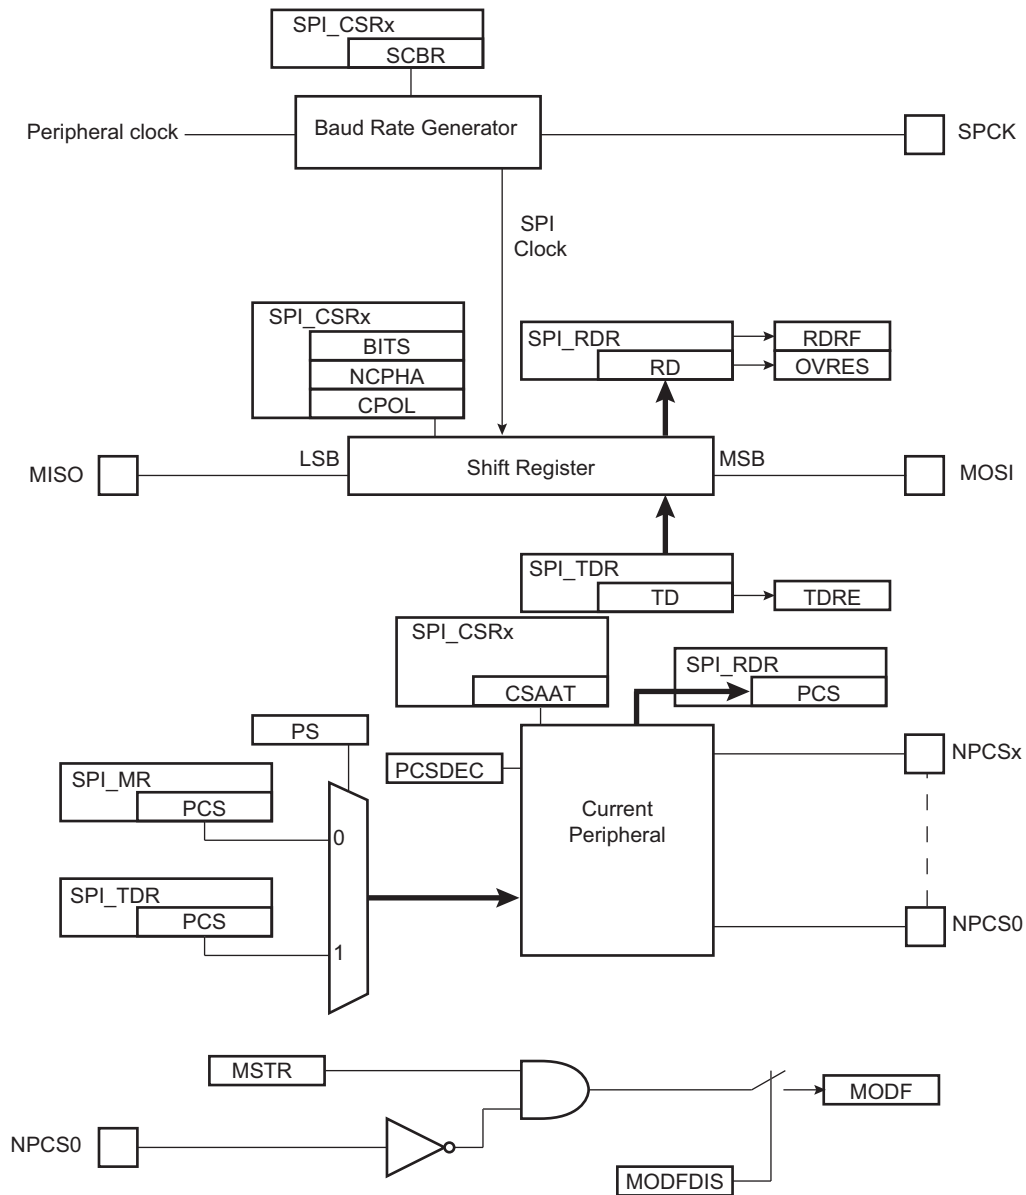 SPI_CSRx
SCBR
Peripheral clock
Baud Rate Generator
SPCK
SPI
Clock
SPI_CSRx
BITS
NCPHA
CPOL
SPI_RDR
RD
RDRF
OVRES
MISO
LSB
Shift Register
MSB
MOSI
SPI_TDR
TD
TDRE
SPI_CSRx
CSAAT
SPI_RDR
PCS
PS
PCSDEC
NPCSx
SPI_MR
PCS
0
Current
Peripheral
SPI_TDR
PCS
1
NPCS0
MSTR
MODF
NPCS0
MODFDIS